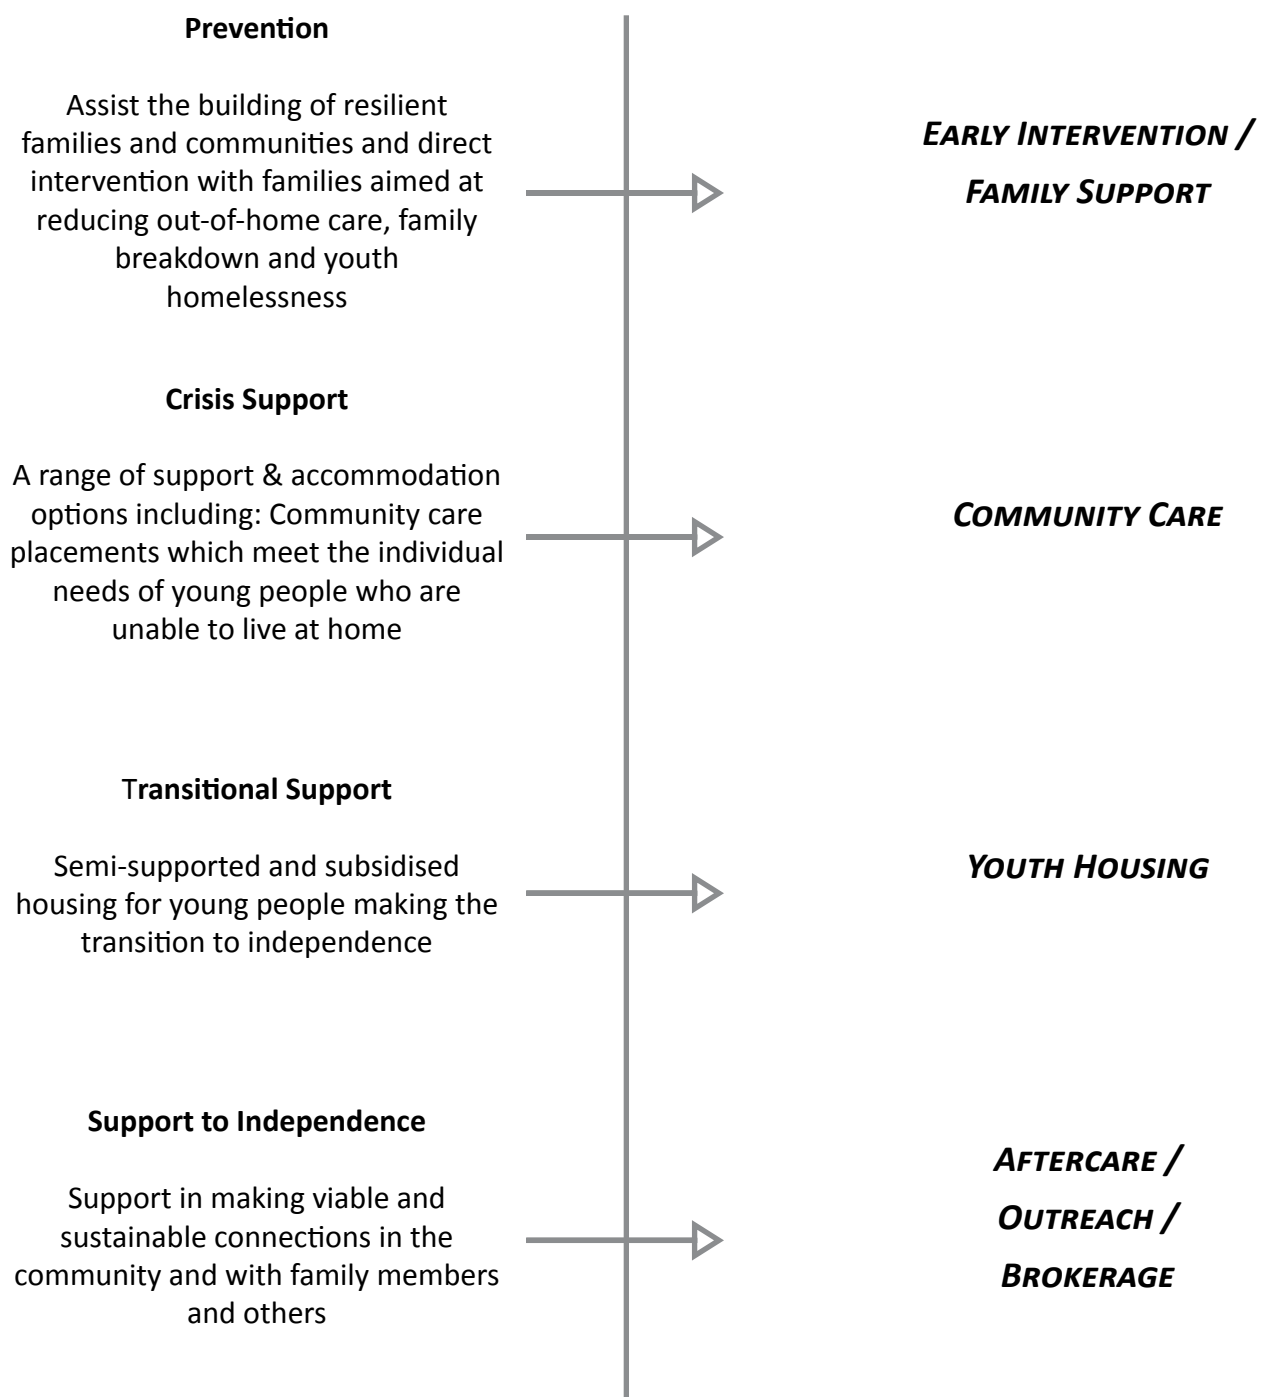 Prevention
Assist the building of resilient
families and communities and direct
intervention with families aimed at
reducing out-of-home care, family
breakdown and youth
homelessness
EARLY INTERVENTION /
FAMILY SUPPORT
Crisis Support
A range of support & accommodation
options including: Community care
placements which meet the individual
needs of young people who are
unable to live at home
COMMUNITY CARE
Transitional Support
Semi-supported and subsidised
housing for young people making the
transition to independence
YOUTH HOUSING
Support to Independence
Support in making viable and
sustainable connections in the
community and with family members
and others
AFTERCARE /
OUTREACH /
BROKERAGE